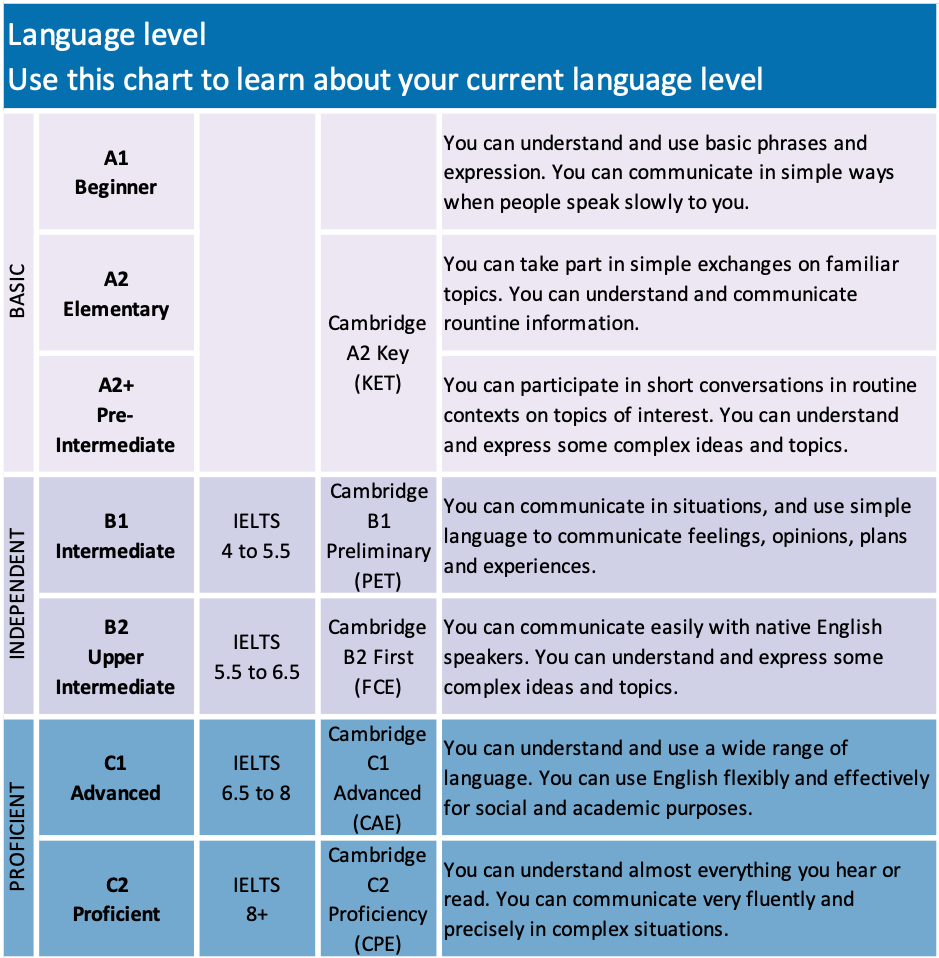 Language level
Use this chart to learn about your current language level
BASIC
A1
Beginner
You can understand and use basic phrases and
expression. You can communicate in simple ways
when people speak slowly to you.
A2
Elementary
Cambridge
A2 Key
(KET)
You can take part in simple exchanges on familiar
topics. You can understand and communicate
rountine information.
A2+
Pre-
Intermediate
You can participate in short conversations in routine
contexts on topics of interest. You can understand
and express some complex ideas and topics.
INDEPENDENT
B1
Intermediate
IELTS
4 to 5.5
Cambridge
B1
Preliminary
(PET)
You can communicate in situations, and use simple
language to communicate feelings, opinions, plans
and experiences.
B2
Upper
Intermediate
IELTS
5.5 to 6.5
Cambridge
B2 First
(FCE)
You can communicate easily with native English
speakers. You can understand and express some
complex ideas and topics.
PROFICIENT
C1
Advanced
IELTS
6.5 to 8
Cambridge
C1
Advanced
(CAE)
You can understand and use a wide range of
language. You can use English flexibly and effectively
for social and academic purposes.
C2
Proficient
IELTS
8+
Cambridge
C2
Proficiency
(CPE)
You can understand almost everything you hear or
read. You can communicate very fluently and
precisely in complex situations.